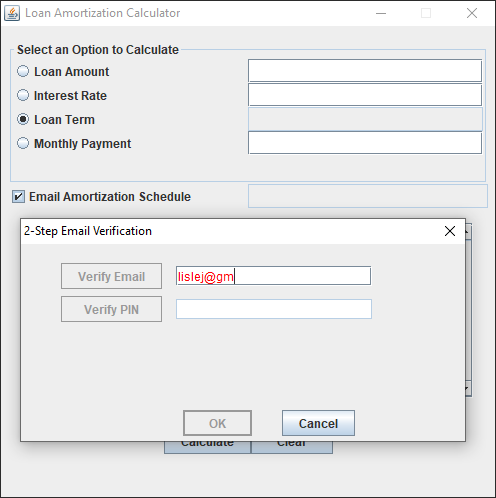 Loan Amortization Calculator
Select an Option to Calculate
Loan Amount
Interest Rate
Loan Term
Monthly Payment
Email Amortization Schedule
2-Step Email Verification
Verify Email lislej@gm
Verify PIN
OK Cancel
Calculate Clear